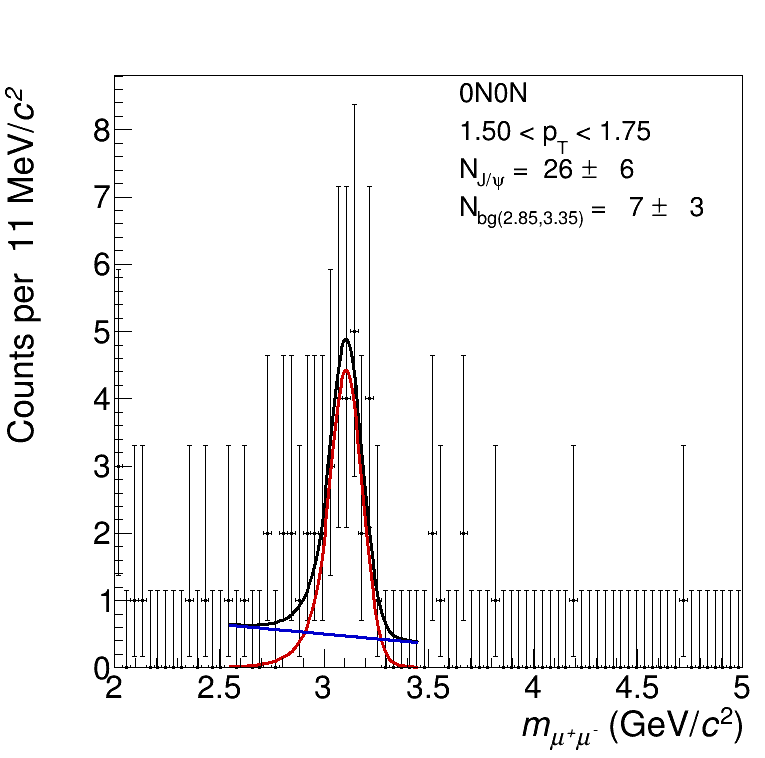 0N0N
1.50 < p_T < 1.75
N_J/ψ = 26 ± 6
N_bg(2.85,3.35) = 7 ± 3
Counts per 11 MeV/c²
8
7
6
5
4
3
2
1
0
2 2.5 3 3.5 4 4.5 5
m_μ⁺μ⁻ (GeV/c²)